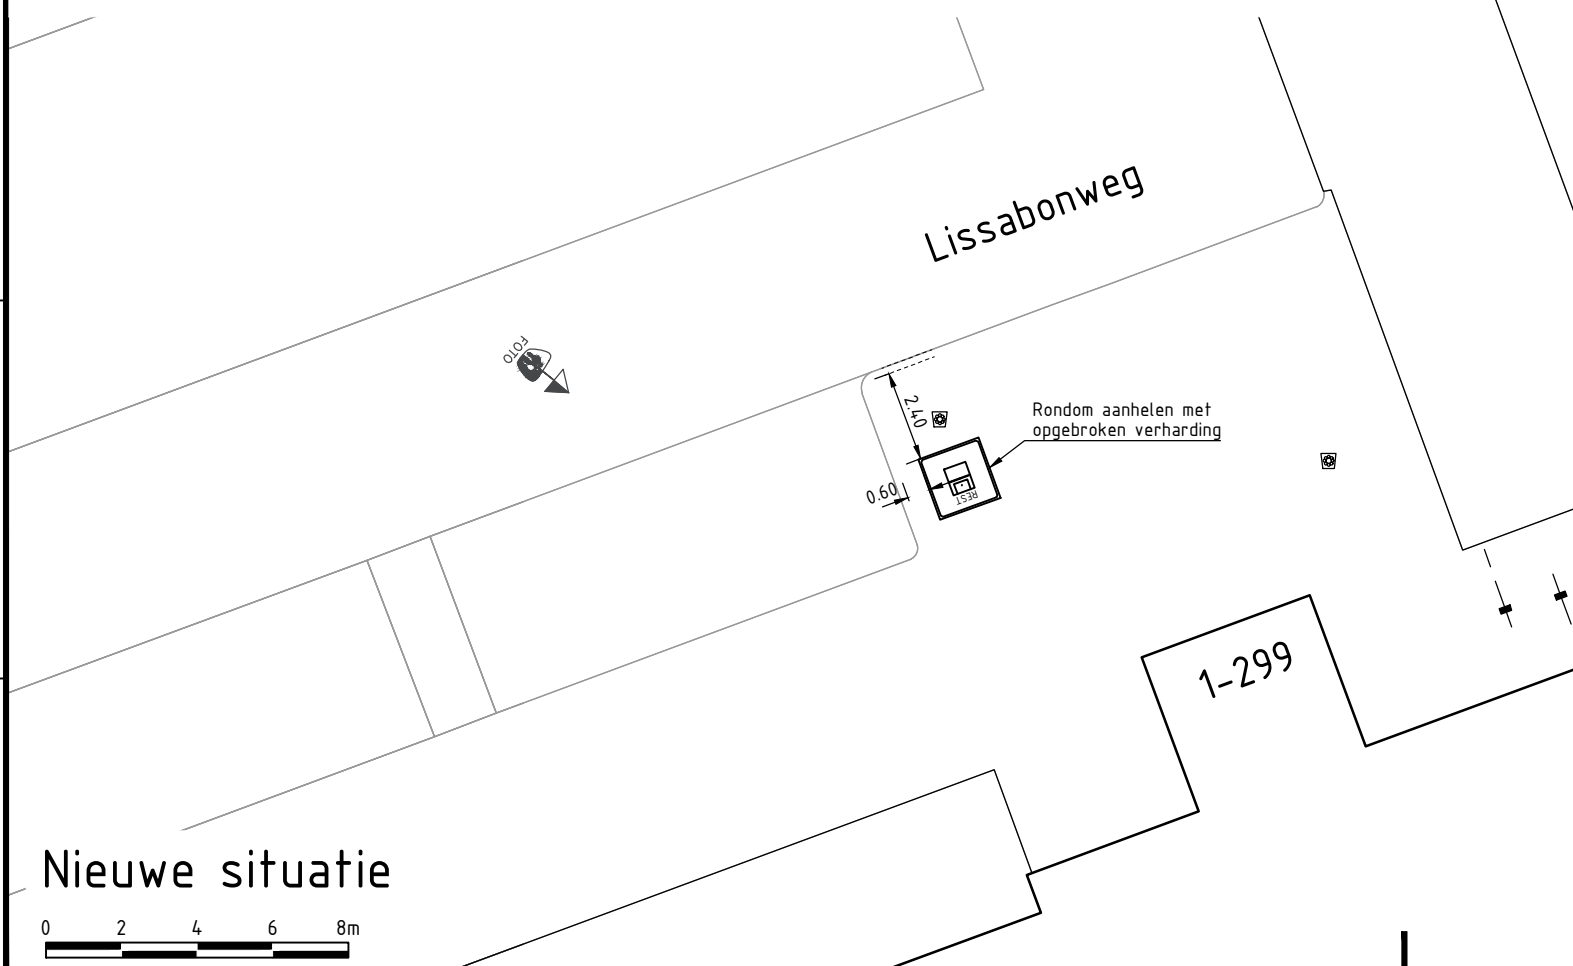 Lissabonweg
FOTO
2.40
Rondom aanhelen met
opgebroken verharding
0.60
REST
1-299
Nieuwe situatie
0 2 4 6 8m